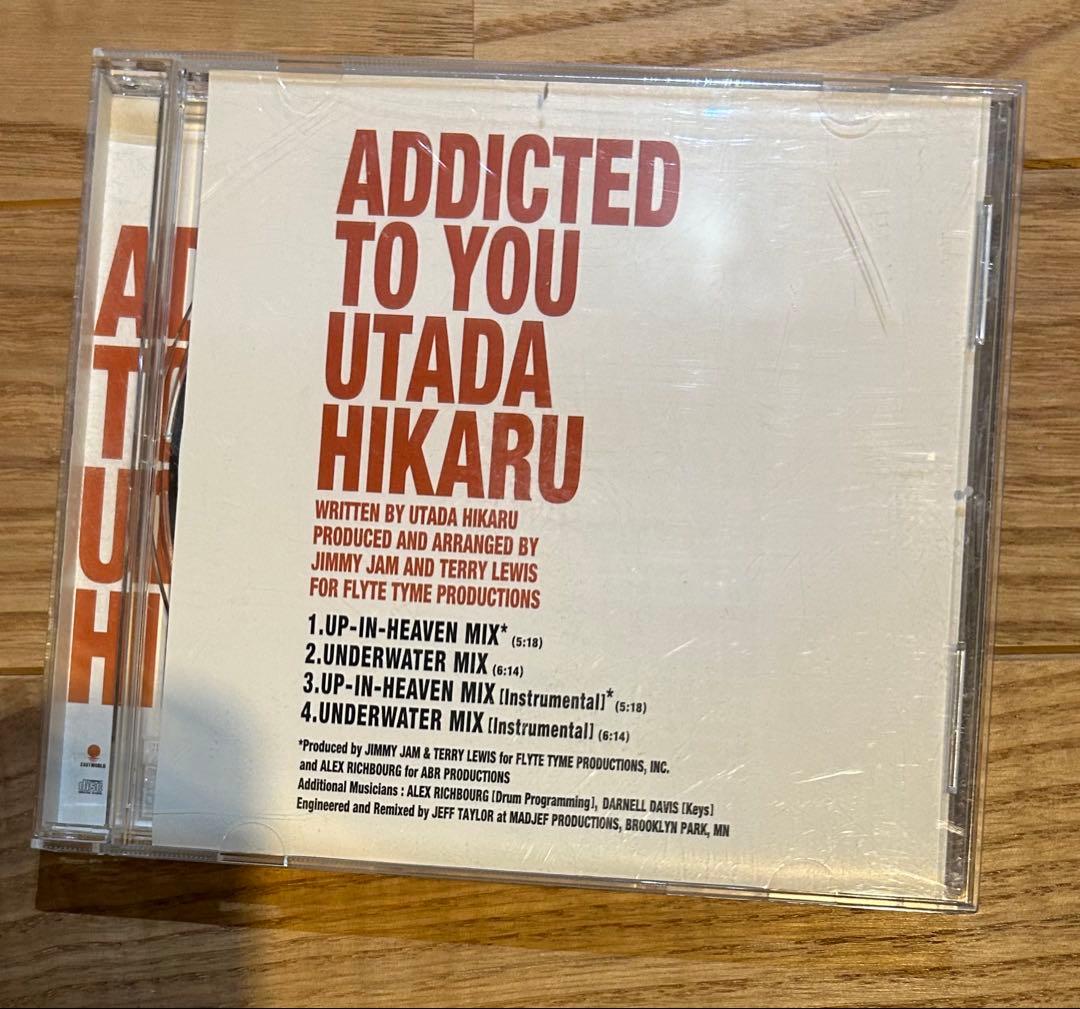 ADDICTED
TO YOU
UTADA
HIKARU
WRITTEN BY UTADA HIKARU
PRODUCED AND ARRANGED BY
JIMMY JAM AND TERRY LEWIS
FOR FLYTE TYME PRODUCTIONS
1.UP-IN-HEAVEN MIX* (5:18)
2.UNDERWATER MIX (6:14)
3.UP-IN-HEAVEN MIX [Instrumental]* (5:18)
4.UNDERWATER MIX [Instrumental] (6:14)
*Produced by JIMMY JAM & TERRY LEWIS for FLYTE TYME PRODUCTIONS, INC.
and ALEX RICHBOURG for ABR PRODUCTIONS
Additional Musicians : ALEX RICHBOURG [Drum Programming], DARNELL DAVIS [Keys]
Engineered and Remixed by JEFF TAYLOR at MADJEF PRODUCTIONS, BROOKLYN PARK, MN
A
T
U
H
EASTWORLD